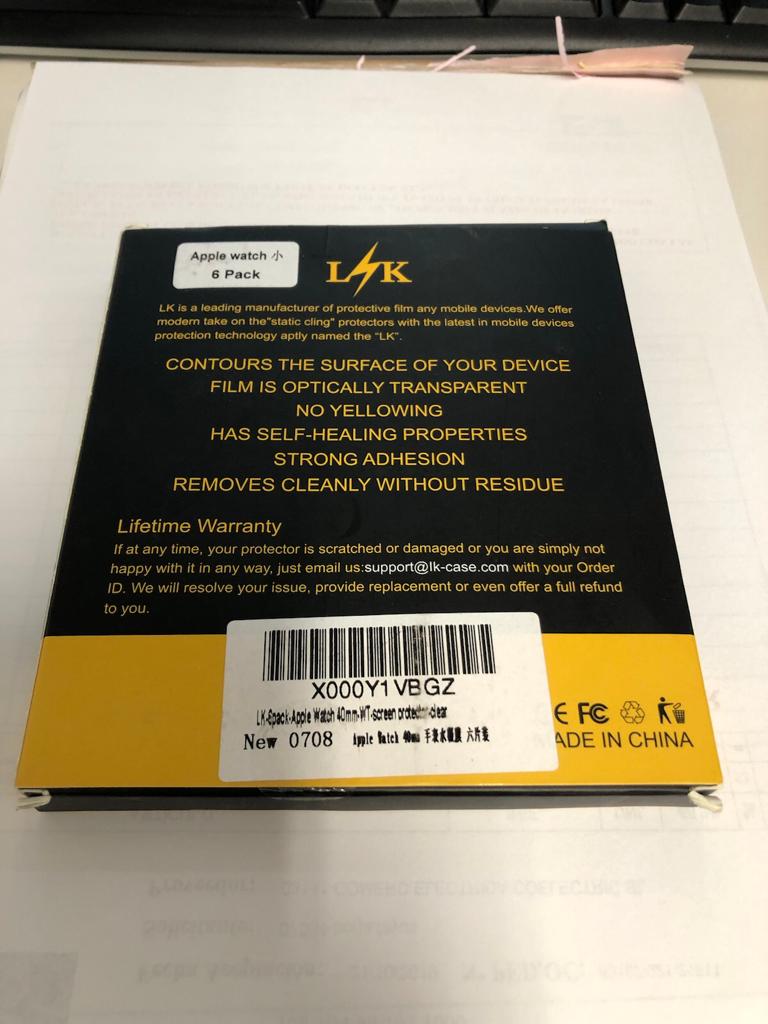 Apple watch 小
6 Pack
LK
LK is a leading manufacturer of protective film any mobile devices.We offer
modern take on the"static cling" protectors with the latest in mobile devices
protection technology aptly named the "LK".
CONTOURS THE SURFACE OF YOUR DEVICE
FILM IS OPTICALLY TRANSPARENT
NO YELLOWING
HAS SELF-HEALING PROPERTIES
STRONG ADHESION
REMOVES CLEANLY WITHOUT RESIDUE
Lifetime Warranty
If at any time, your protector is scratched or damaged or you are simply not
happy with it in any way, just email us:support@lk-case.com with your Order
ID. We will resolve your issue, provide replacement or even offer a full refund
to you.
X000Y1VBGZ
LK-6pack-Apple Watch 40mm-WT-screen protector-clear
New 0708 Apple Watch 40mm 手表水凝膜 六片装
CE FC
ADE IN CHINA